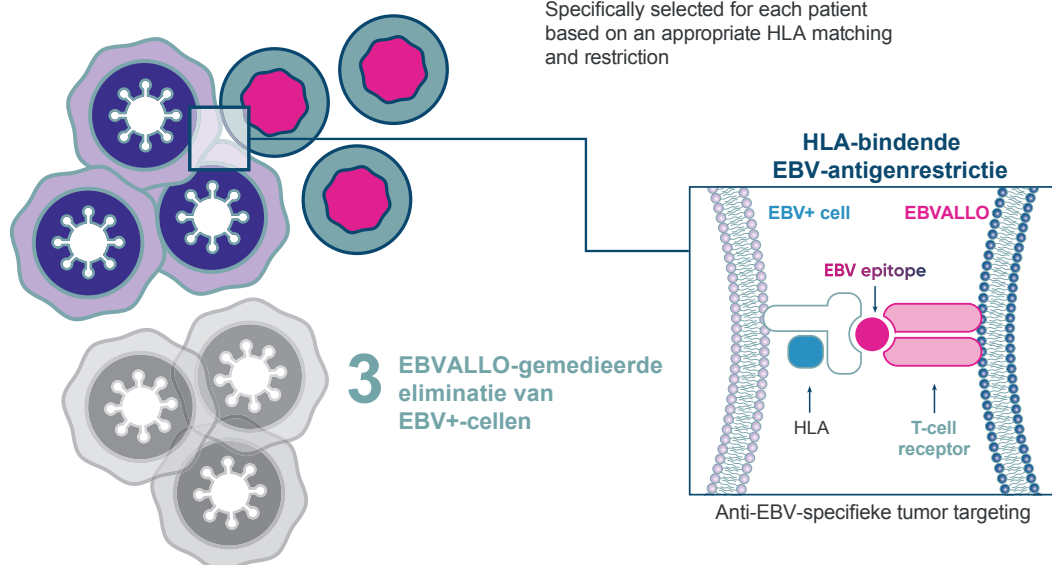 Specifically selected for each patient
based on an appropriate HLA matching
and restriction
HLA-bindende
EBV-antigenrestrictie
EBV+ cell
EBVALLO
EBV epitope
HLA
T-cell
receptor
Anti-EBV-specifieke tumor targeting
3
EBVALLO-gemedieerde
eliminatie van
EBV+-cellen